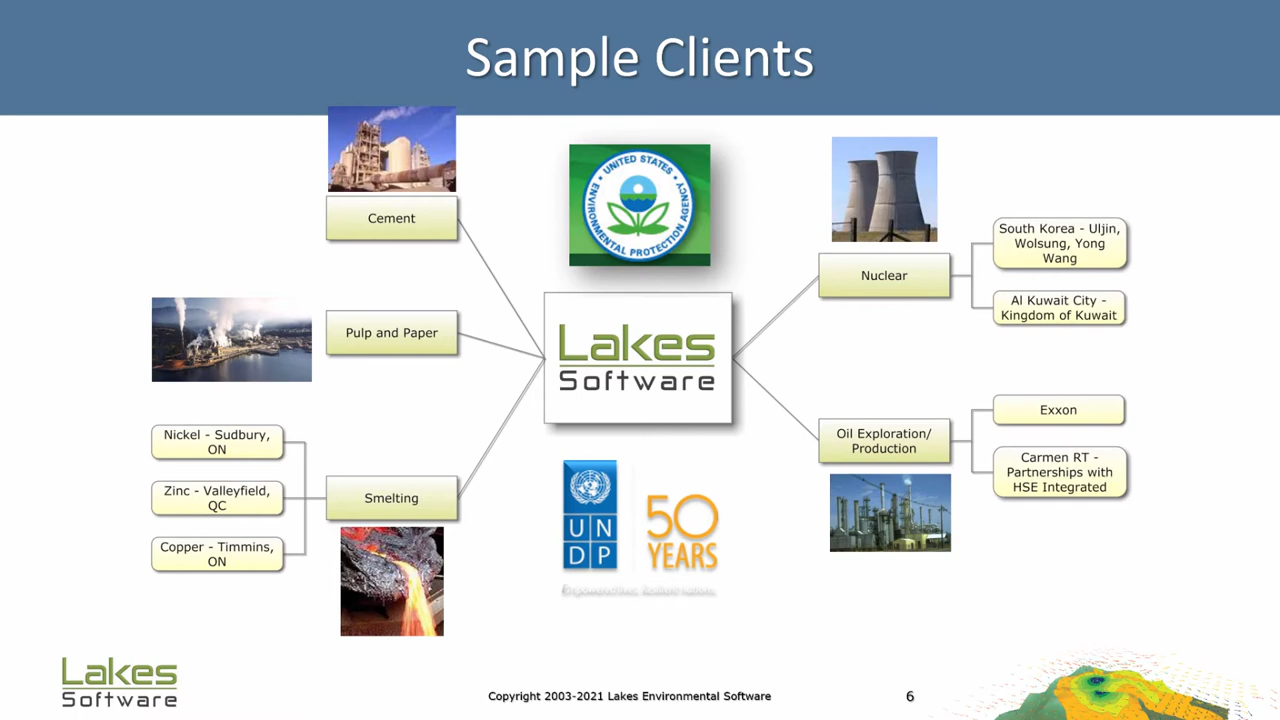 Sample Clients
UNITED STATES
ENVIRONMENTAL PROTECTION AGENCY
Cement
Pulp and Paper
Nickel - Sudbury,
ON
Zinc - Valleyfield,
QC
Copper - Timmins,
ON
Smelting
Lakes
Software
UN
DP
50
YEARS
Nuclear
South Korea - Uljin,
Wolsung, Yong
Wang
Al Kuwait City -
Kingdom of Kuwait
Oil Exploration/
Production
Exxon
Carmen RT -
Partnerships with
HSE Integrated
Lakes
Software
Copyright 2003-2021 Lakes Environmental Software
6